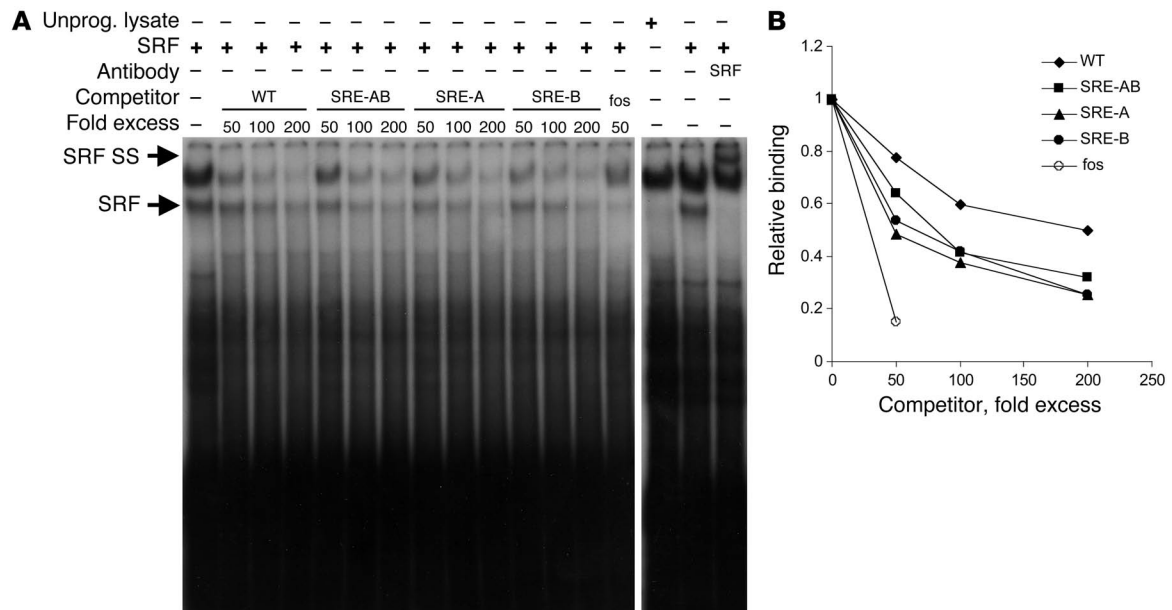 A
Unprog. lysate – – – – – – – – – – – – – – + – –
SRF + + + + + + + + + + + + + + – + +
Antibody – – – – – – – – – – – – – – – – SRF
Competitor – WT SRE-AB SRE-A SRE-B fos – – –
Fold excess – 50 100 200 50 100 200 50 100 200 50 100 200 50 – – –
SRF SS
SRF
B
1.2
1
0.8
0.6
0.4
0.2
0
Relative binding
0 50 100 150 200 250
Competitor, fold excess
WT
SRE-AB
SRE-A
SRE-B
fos